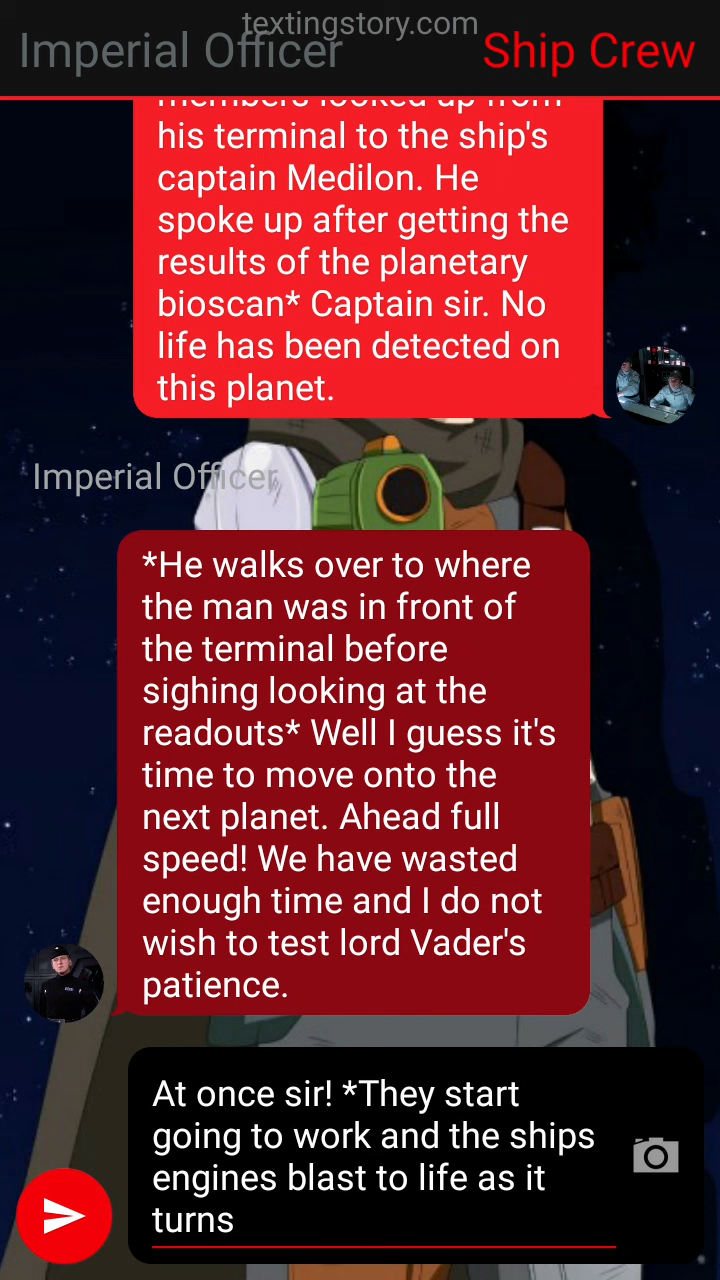 textingstory.com
Imperial Officer
Ship Crew
members looked up from
his terminal to the ship's
captain Medilon. He
spoke up after getting the
results of the planetary
bioscan* Captain sir. No
life has been detected on
this planet.
Imperial Officer
*He walks over to where
the man was in front of
the terminal before
sighing looking at the
readouts* Well I guess it's
time to move onto the
next planet. Ahead full
speed! We have wasted
enough time and I do not
wish to test lord Vader's
patience.
At once sir! *They start
going to work and the ships
engines blast to life as it
turns